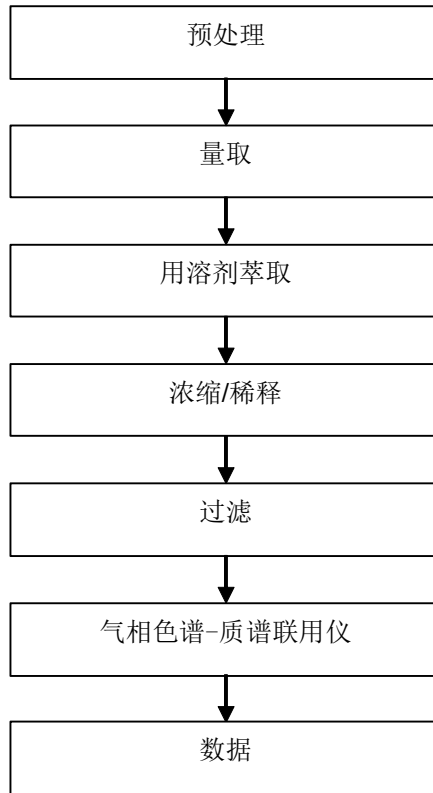 预处理
量取
用溶剂萃取
浓缩/稀释
过滤
气相色谱-质谱联用仪
数据